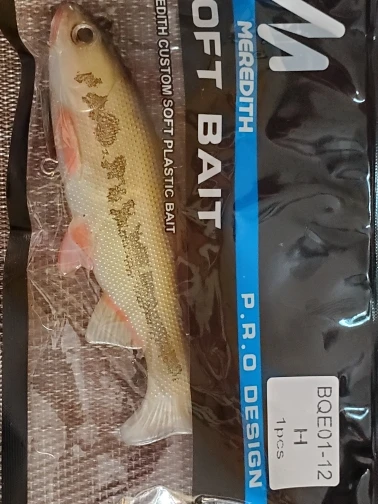 MEREDITH P.R.O DESIGN
OFT BAIT
EDITH CUSTOM SOFT PLASTIC BAIT
BQE01-12
H
1pcs